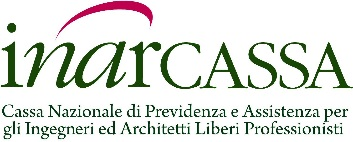 inarCASSA
Cassa Nazionale di Previdenza e Assistenza per
gli Ingegneri ed Architetti Liberi Professionisti